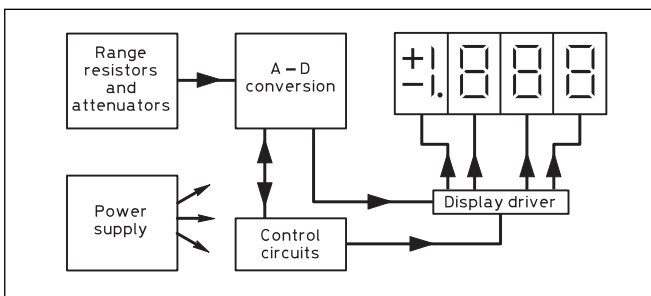 Range
resistors
and
attenuators
A – D
conversion
+1.888
−
Power
supply
Control
circuits
Display driver